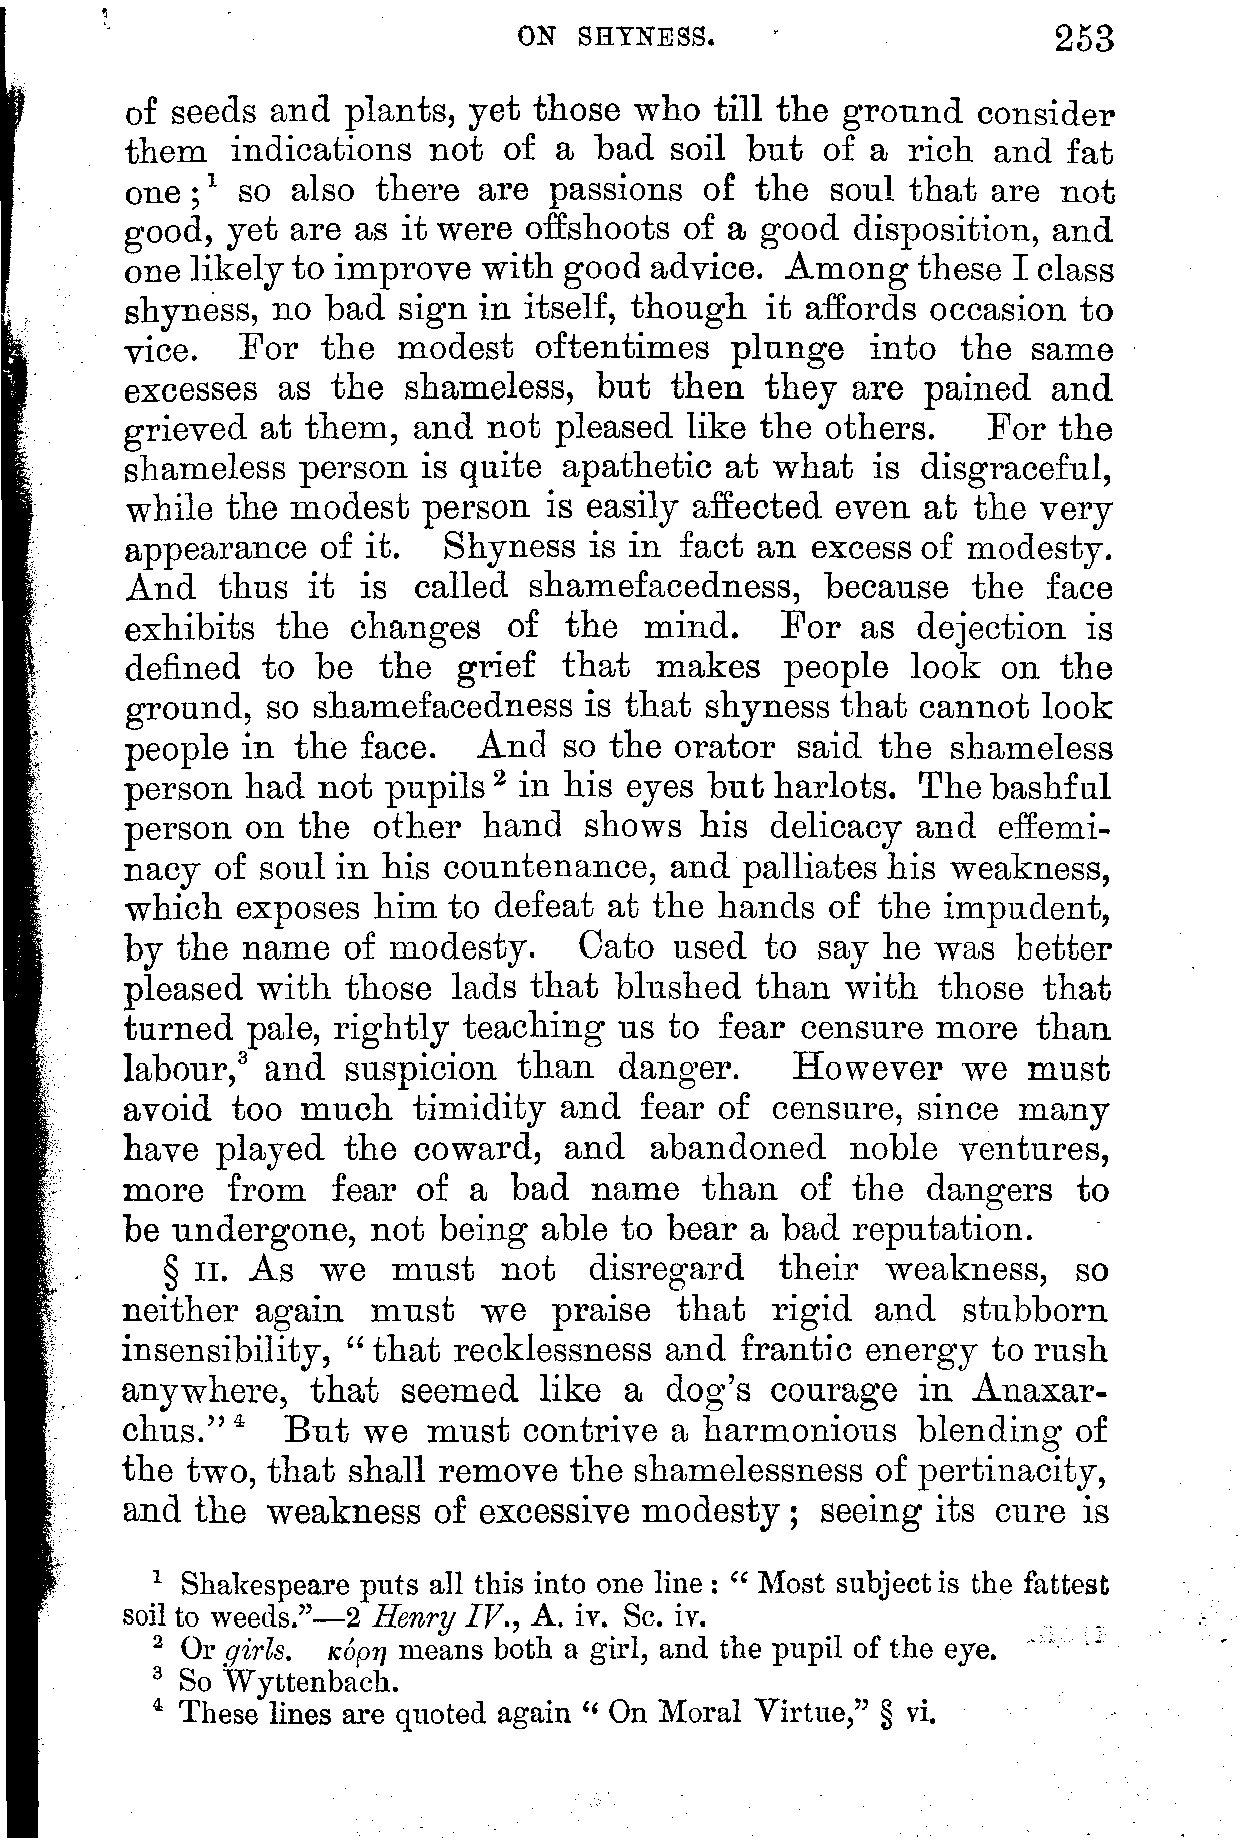 ON SHYNESS. 253
of seeds and plants, yet those who till the ground consider
them indications not of a bad soil but of a rich and fat
one;¹ so also there are passions of the soul that are not
good, yet are as it were offshoots of a good disposition, and
one likely to improve with good advice. Among these I class
shyness, no bad sign in itself, though it affords occasion to
vice. For the modest oftentimes plunge into the same
excesses as the shameless, but then they are pained and
grieved at them, and not pleased like the others. For the
shameless person is quite apathetic at what is disgraceful,
while the modest person is easily affected even at the very
appearance of it. Shyness is in fact an excess of modesty.
And thus it is called shamefacedness, because the face
exhibits the changes of the mind. For as dejection is
defined to be the grief that makes people look on the
ground, so shamefacedness is that shyness that cannot look
people in the face. And so the orator said the shameless
person had not pupils² in his eyes but harlots. The bashful
person on the other hand shows his delicacy and effemi-
nacy of soul in his countenance, and palliates his weakness,
which exposes him to defeat at the hands of the impudent,
by the name of modesty. Cato used to say he was better
pleased with those lads that blushed than with those that
turned pale, rightly teaching us to fear censure more than
labour,³ and suspicion than danger. However we must
avoid too much timidity and fear of censure, since many
have played the coward, and abandoned noble ventures,
more from fear of a bad name than of the dangers to
be undergone, not being able to bear a bad reputation.
§ II. As we must not disregard their weakness, so
neither again must we praise that rigid and stubborn
insensibility, “that recklessness and frantic energy to rush
anywhere, that seemed like a dog’s courage in Anaxar-
chus.”⁴ But we must contrive a harmonious blending of
the two, that shall remove the shamelessness of pertinacity,
and the weakness of excessive modesty; seeing its cure is
¹ Shakespeare puts all this into one line: “Most subject is the fattest
soil to weeds.”—2 Henry IV., A. iv. Sc. iv.
² Or girls. κόρη means both a girl, and the pupil of the eye.
³ So Wyttenbach.
⁴ These lines are quoted again “On Moral Virtue,” § vi.